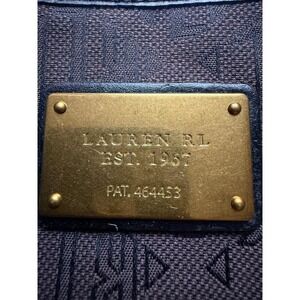 LAUREN RL
EST. 1967
PAT. 464453